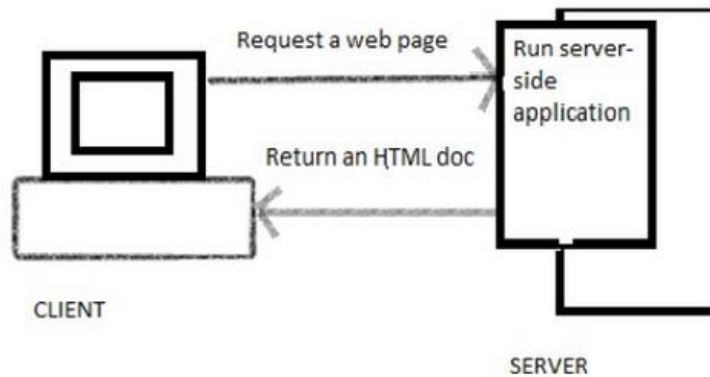 Request a web page
Run server-
side
application
Return an HTML doc
CLIENT
SERVER